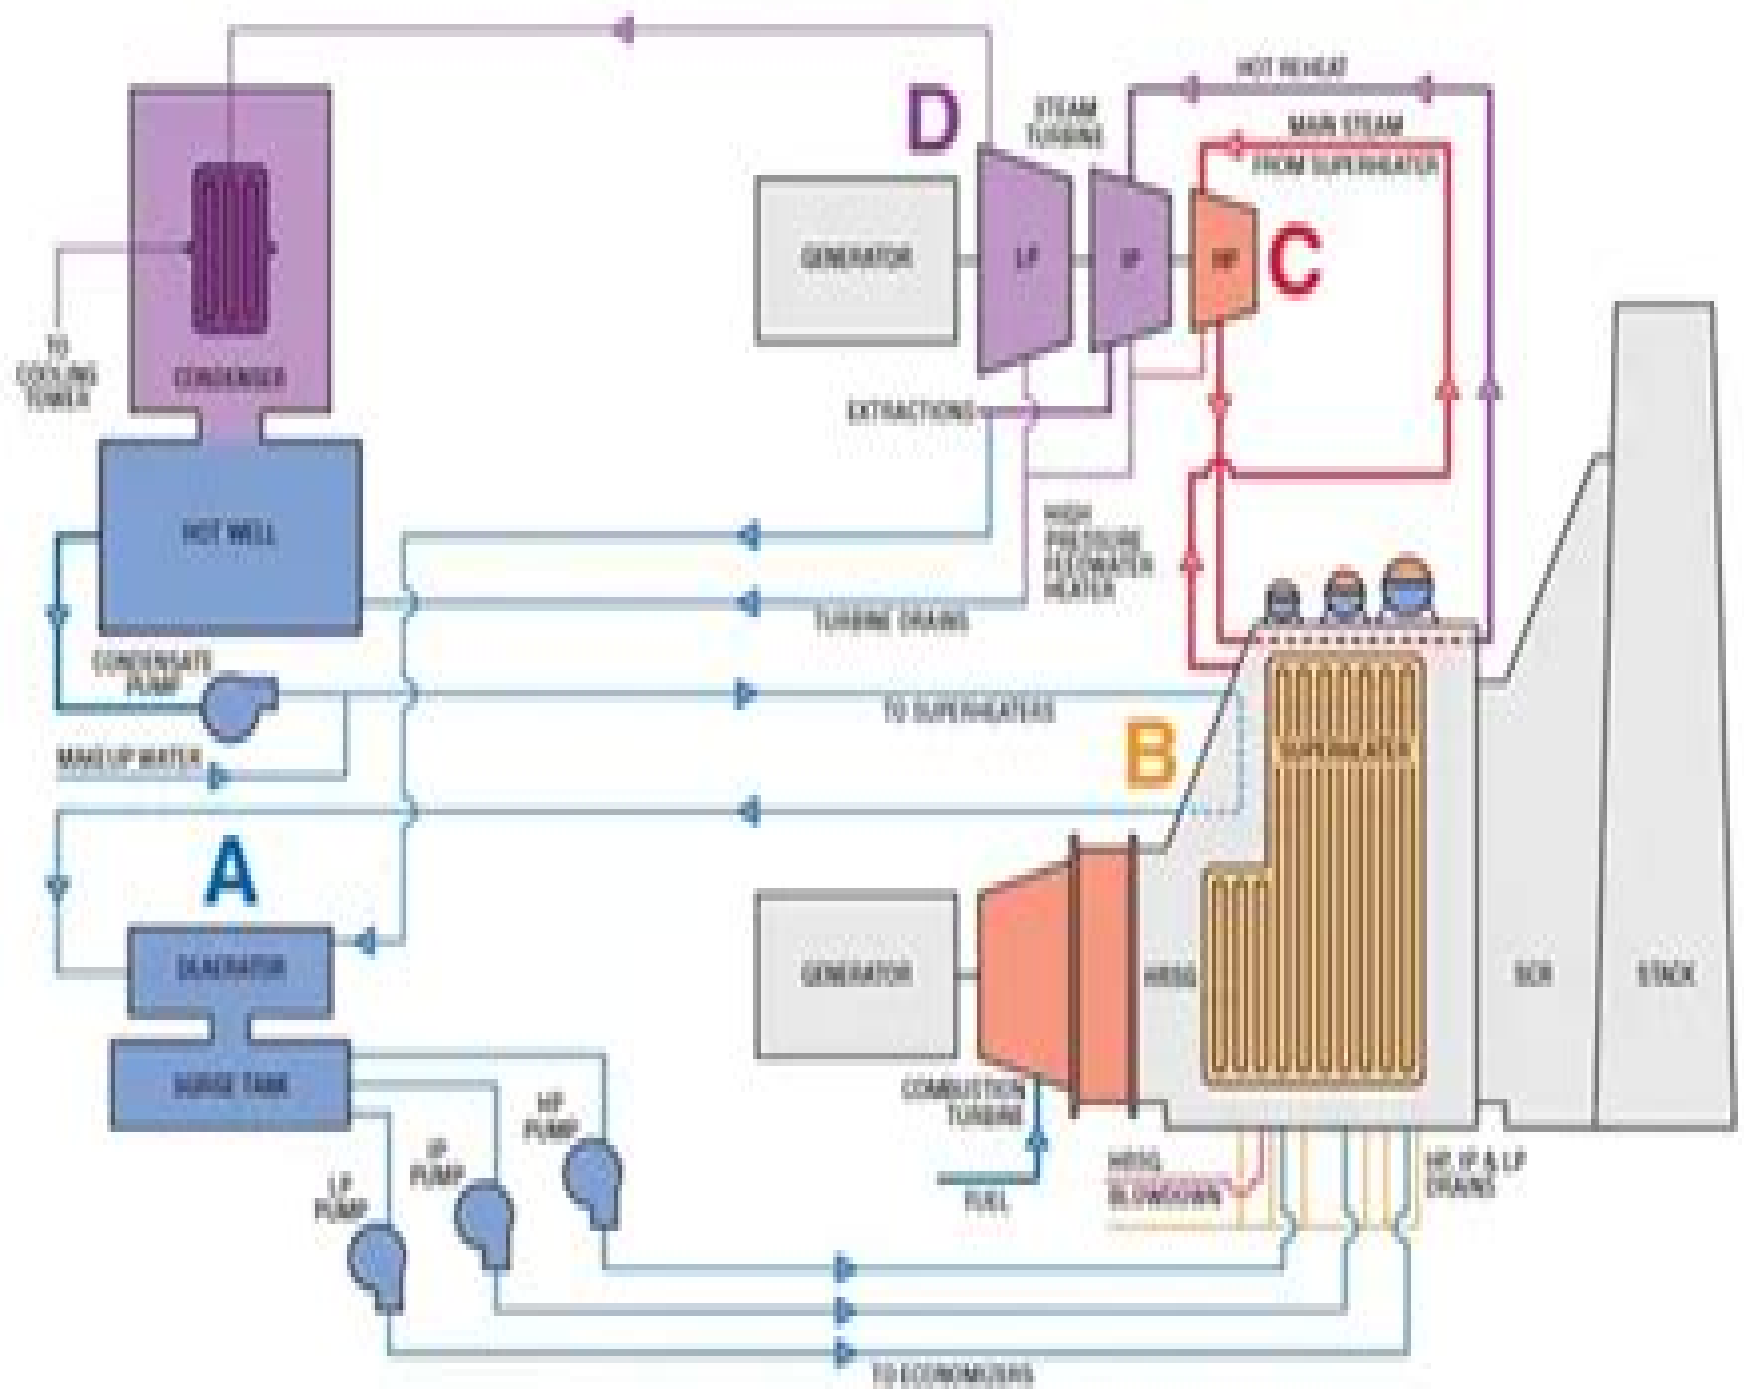 HOT REHEAT
D
STEAM
TURBINE
MAIN STEAM
FROM SUPERHEATER
GENERATOR
LP
IP
HP
C
TO
COOLING
TOWER
CONDENSER
EXTRACTIONS
HOT WELL
HIGH
PRESSURE
FEEDWATER
HEATER
TURBINE DRAINS
CONDENSATE
PUMP
TO SUPERHEATERS
MAKEUP WATER
B
SUPERHEATER
A
DEAERATOR
GENERATOR
HRSG
SCR
STACK
SURGE TANK
COMBUSTION
TURBINE
HP
PUMP
IP
PUMP
LP
PUMP
FUEL
HRSG
BLOWDOWN
HP, IP & LP
DRAINS
TO ECONOMIZERS